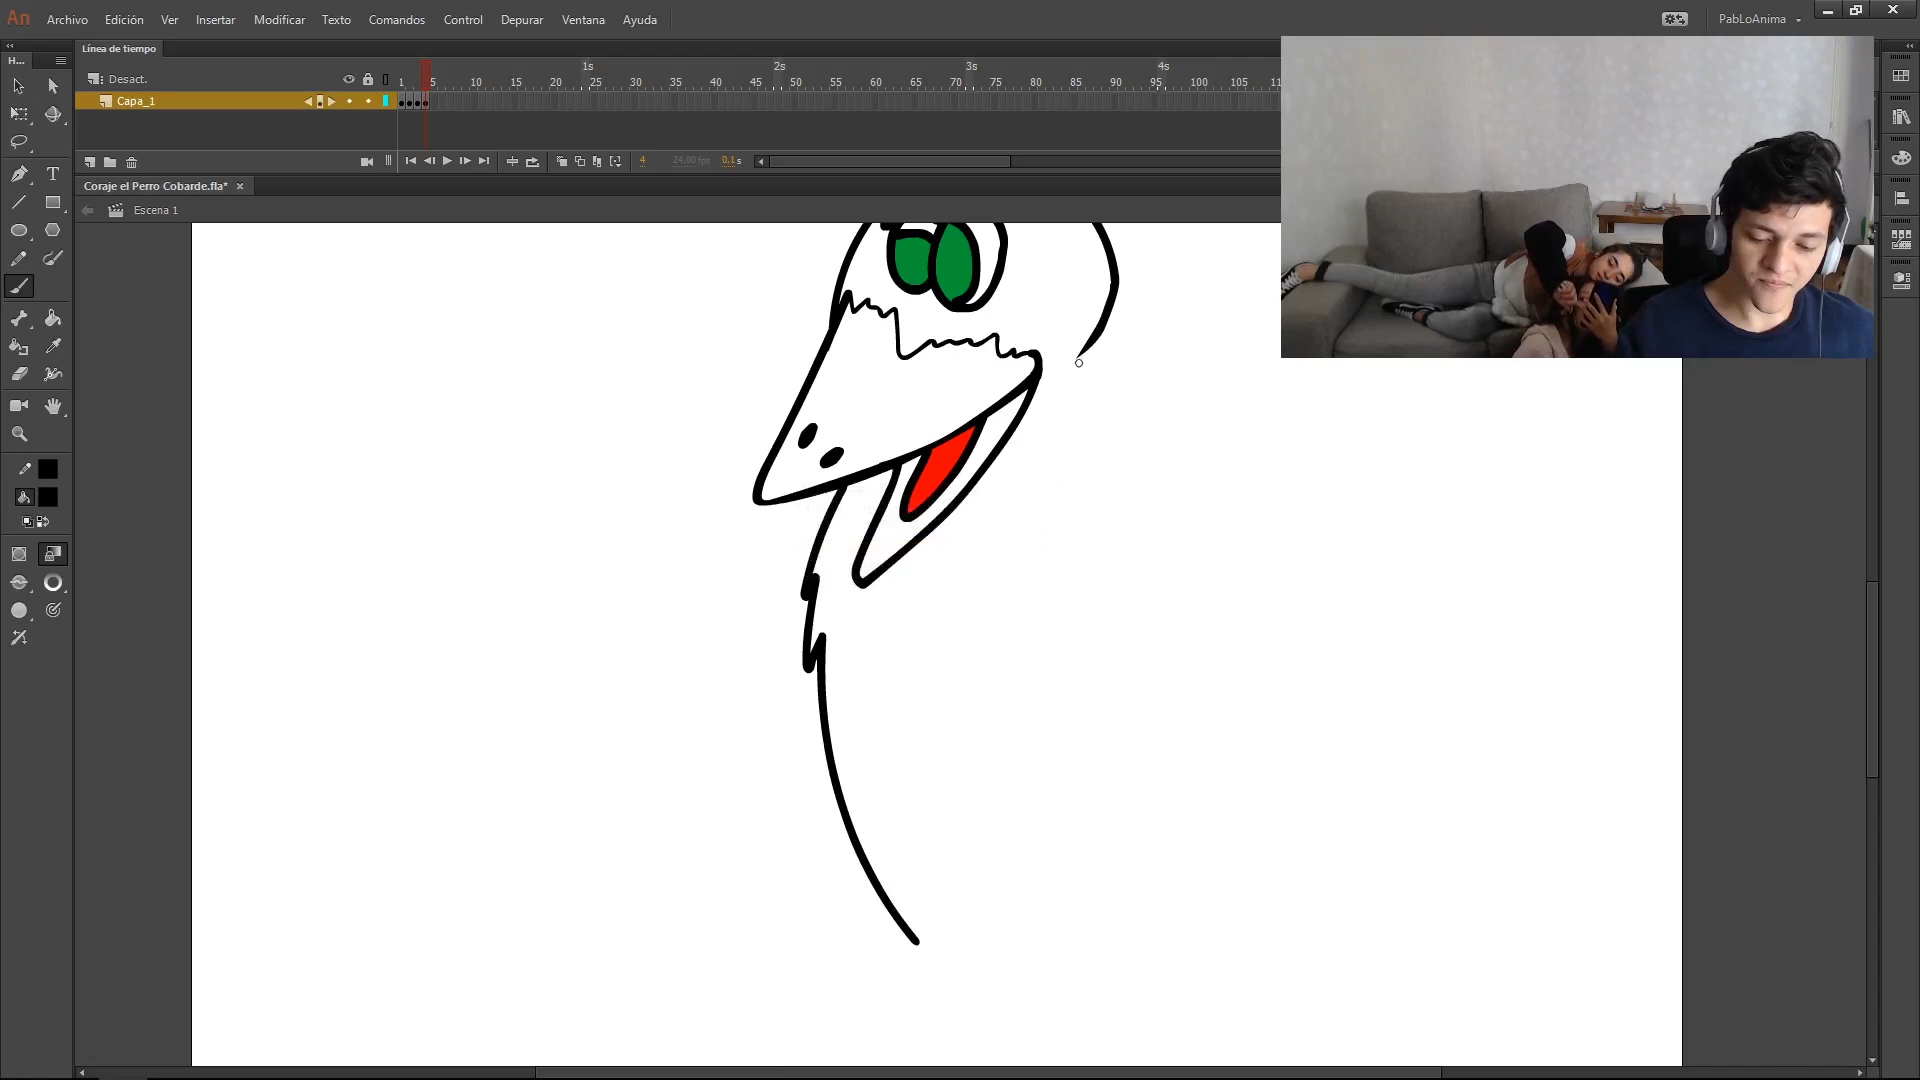 An Archivo Edición Ver Insertar Modificar Texto Comandos Control Depurar Ventana Ayuda PabLoAnima
H... Línea de tiempo
Desact. 1s 2s 3s 4s
1 5 10 15 20 25 30 35 40 45 50 55 60 65 70 75 80 85 90 95 100 105
Capa_1
4 24,00 fps 0,1 s
Coraje el Perro Cobarde.fla* ×
Escena 1